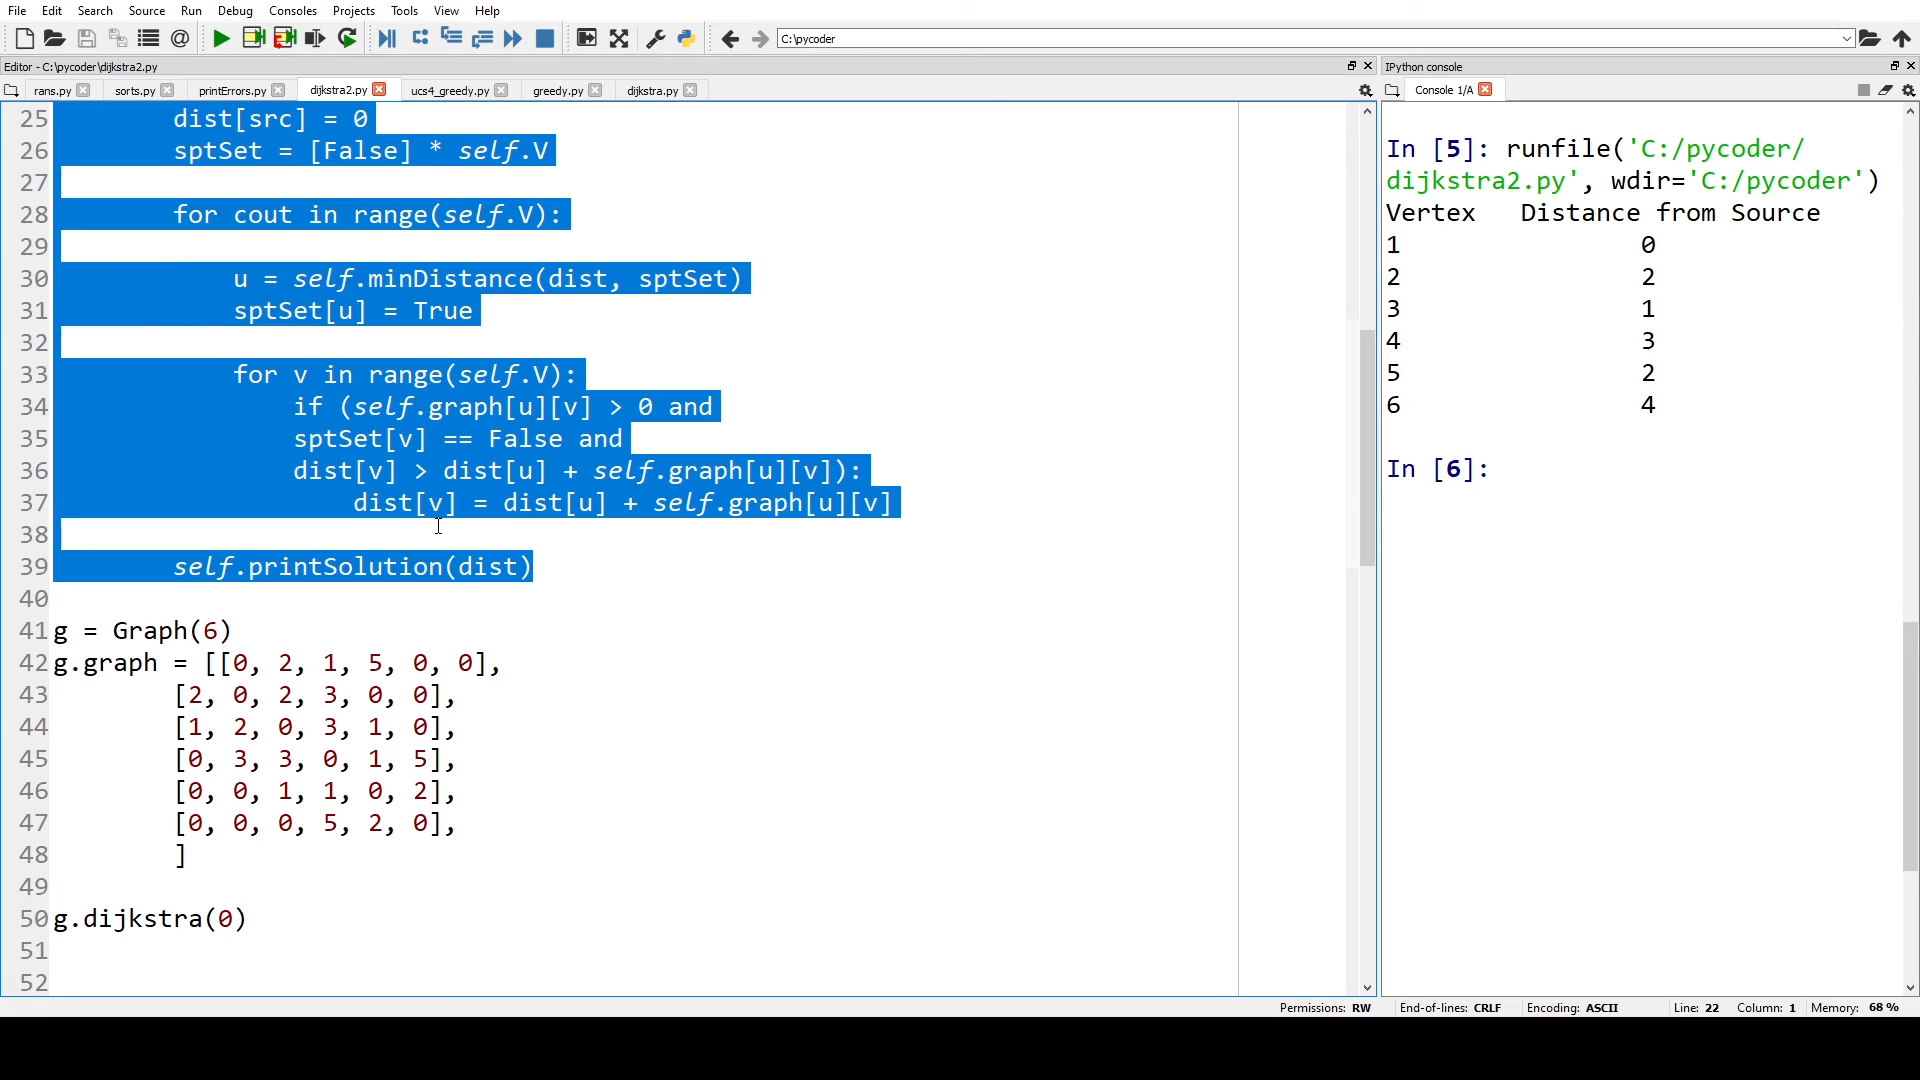 File Edit Search Source Run Debug Consoles Projects Tools View Help
C:\pycoder
Editor - C:\pycoder\dijkstra2.py
IPython console
rans.py sorts.py printErrors.py dijkstra2.py ucs4_greedy.py greedy.py dijkstra.py
Console 1/A
25 dist[src] = 0
26 sptSet = [False] * self.V
27
28 for cout in range(self.V):
29
30 u = self.minDistance(dist, sptSet)
31 sptSet[u] = True
32
33 for v in range(self.V):
34 if (self.graph[u][v] > 0 and
35 sptSet[v] == False and
36 dist[v] > dist[u] + self.graph[u][v]):
37 dist[v] = dist[u] + self.graph[u][v]
38
39 self.printSolution(dist)
40
41 g = Graph(6)
42 g.graph = [[0, 2, 1, 5, 0, 0],
43 [2, 0, 2, 3, 0, 0],
44 [1, 2, 0, 3, 1, 0],
45 [0, 3, 3, 0, 1, 5],
46 [0, 0, 1, 1, 0, 2],
47 [0, 0, 0, 5, 2, 0],
48 ]
49
50 g.dijkstra(0)
51
52
In [5]: runfile('C:/pycoder/
dijkstra2.py', wdir='C:/pycoder')
Vertex Distance from Source
1 0
2 2
3 1
4 3
5 2
6 4
In [6]:
Permissions: RW End-of-lines: CRLF Encoding: ASCII Line: 22 Column: 1 Memory: 68 %